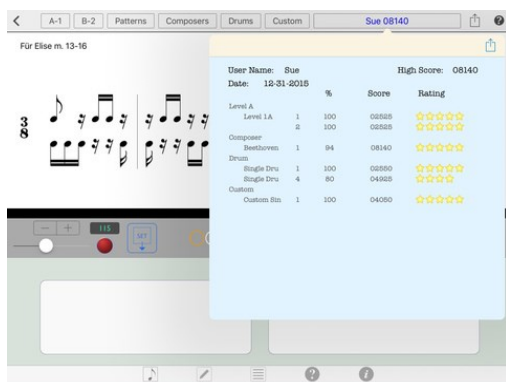 A-1 B-2 Patterns Composers Drums Custom Sue 08140
Für Elise m. 13-16
3
8
- + 115
SET
User Name: Sue High Score: 08140
Date: 12-31-2015
% Score Rating
Level A
Level 1A 1 100 02525
2 100 02525
Composer
Beethoven 1 94 08140
Drum
Single Dru 1 100 02550
Single Dru 4 80 04925
Custom
Custom Sin 1 100 04050